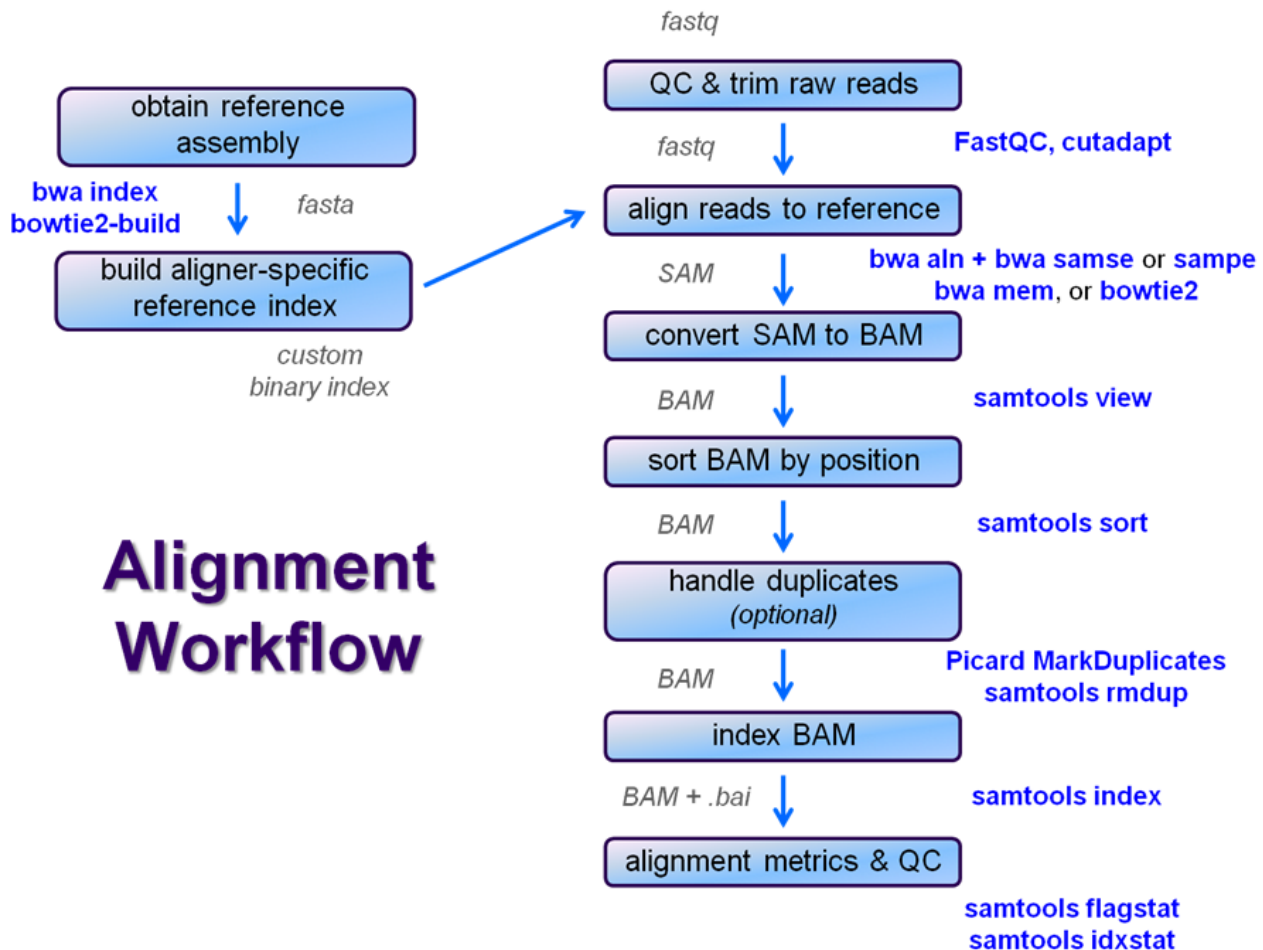 obtain reference
assembly
bwa index
bowtie2-build
fasta
build aligner-specific
reference index
custom
binary index
Alignment
Workflow
fastq
QC & trim raw reads
fastq
FastQC, cutadapt
align reads to reference
SAM
bwa aln + bwa samse or sampe
bwa mem, or bowtie2
convert SAM to BAM
BAM
samtools view
sort BAM by position
BAM
samtools sort
handle duplicates
(optional)
BAM
Picard MarkDuplicates
samtools rmdup
index BAM
BAM + .bai
samtools index
alignment metrics & QC
samtools flagstat
samtools idxstat